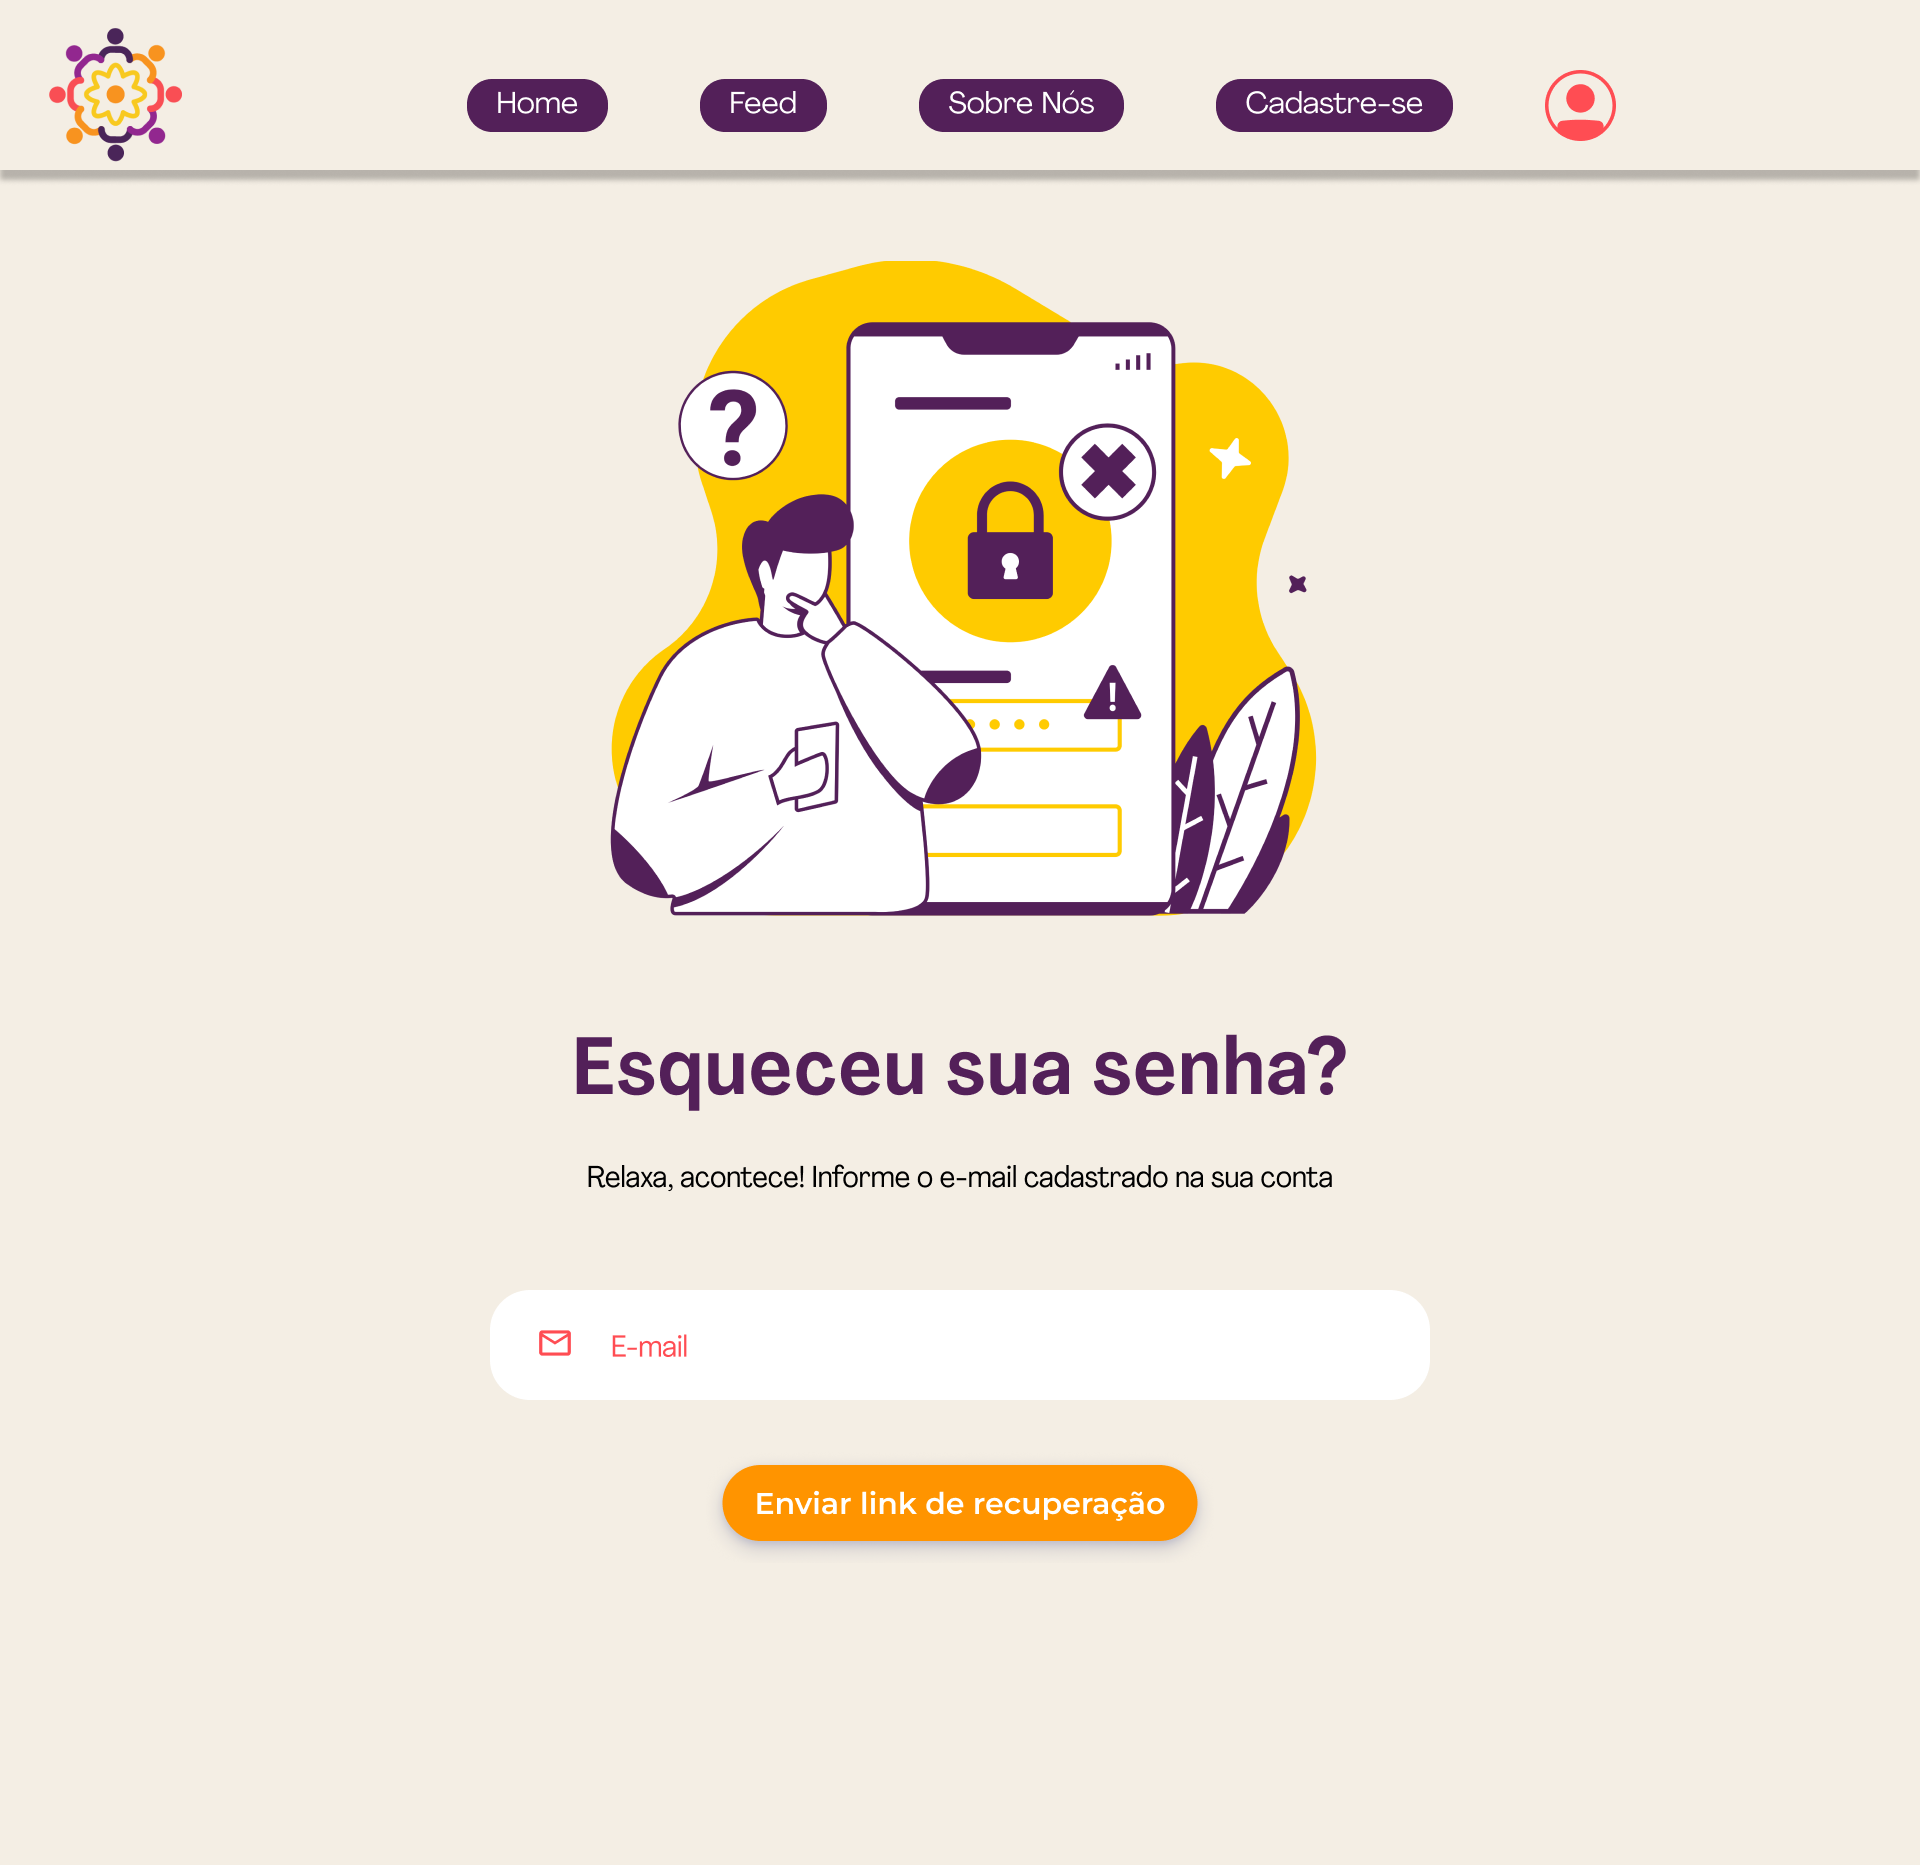 Home
Feed
Sobre Nós
Cadastre-se
?
!
Esqueceu sua senha?
Relaxa, acontece! Informe o e-mail cadastrado na sua conta
E-mail
Enviar link de recuperação